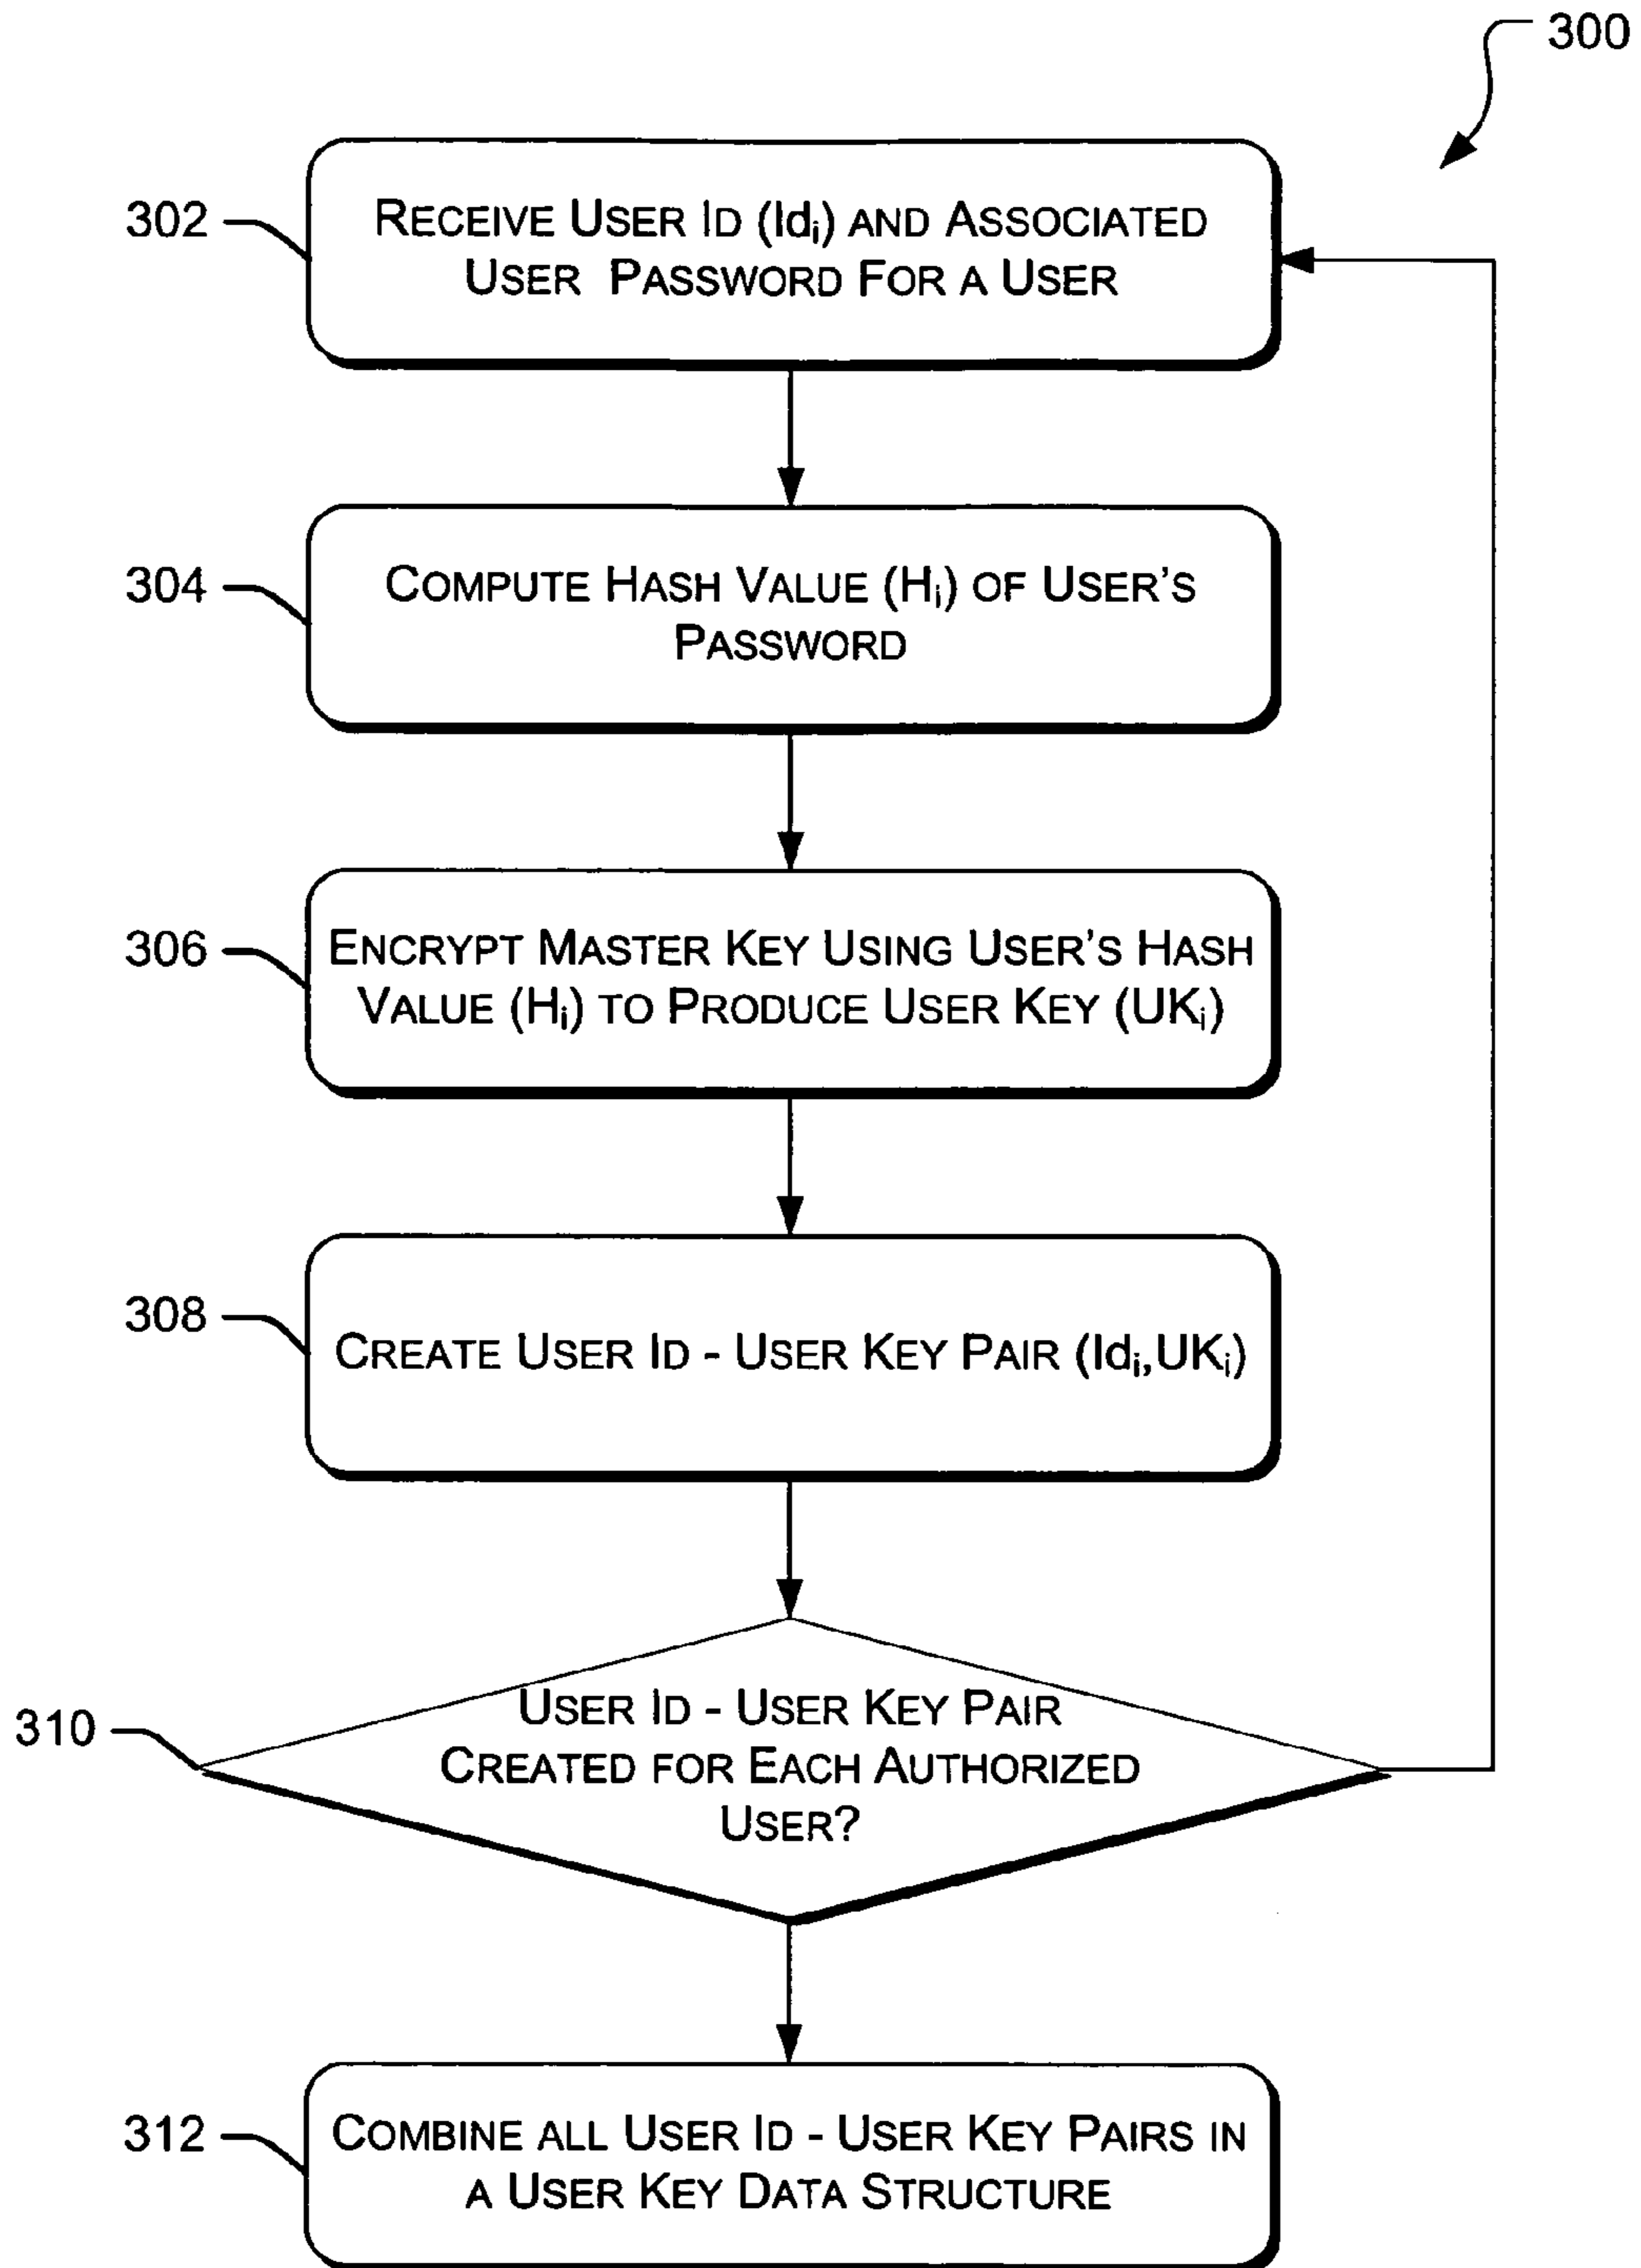 300
302
RECEIVE USER ID (Idi) AND ASSOCIATED
USER PASSWORD FOR A USER
304
COMPUTE HASH VALUE (Hi) OF USER'S
PASSWORD
306
ENCRYPT MASTER KEY USING USER'S HASH
VALUE (Hi) TO PRODUCE USER KEY (UKi)
308
CREATE USER ID - USER KEY PAIR (Idi,UKi)
310
USER ID - USER KEY PAIR
CREATED FOR EACH AUTHORIZED
USER?
312
COMBINE ALL USER ID - USER KEY PAIRS IN
A USER KEY DATA STRUCTURE